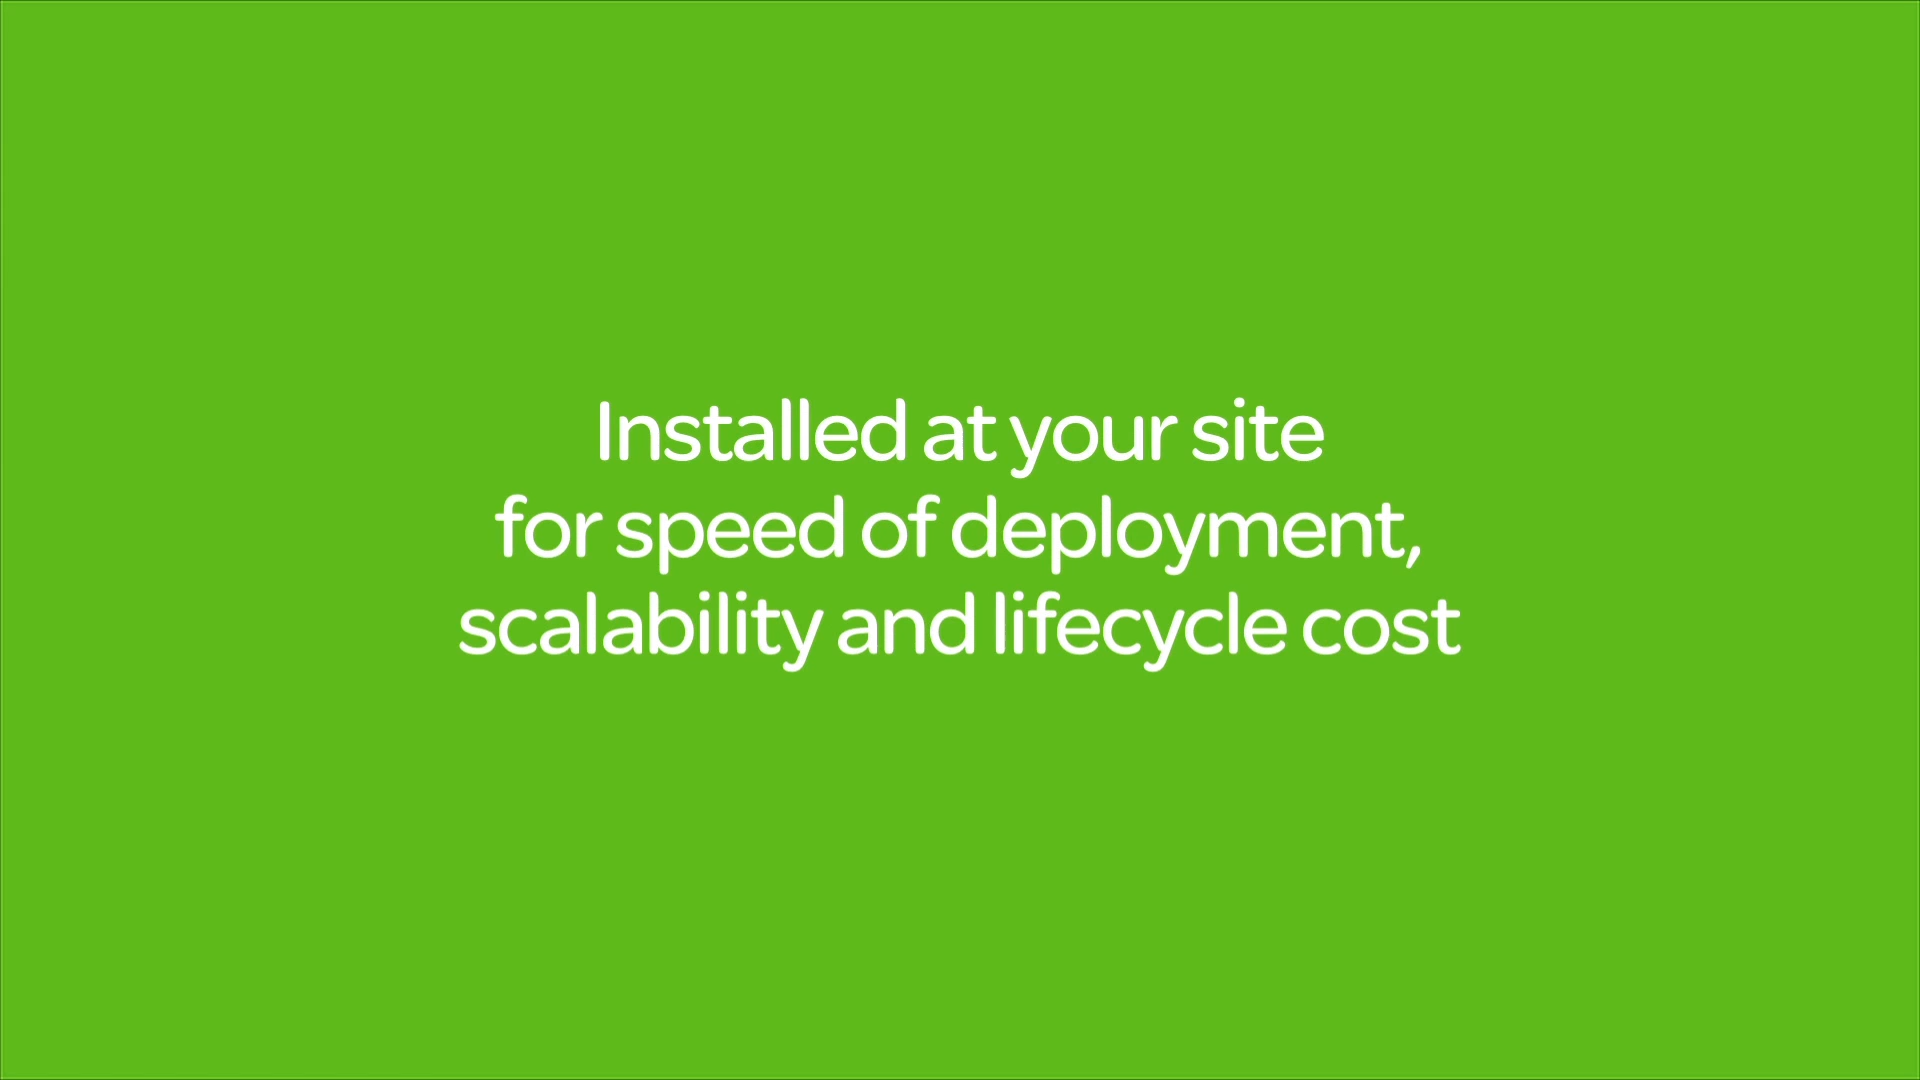 Installed at your site
for speed of deployment,
scalability and lifecycle cost